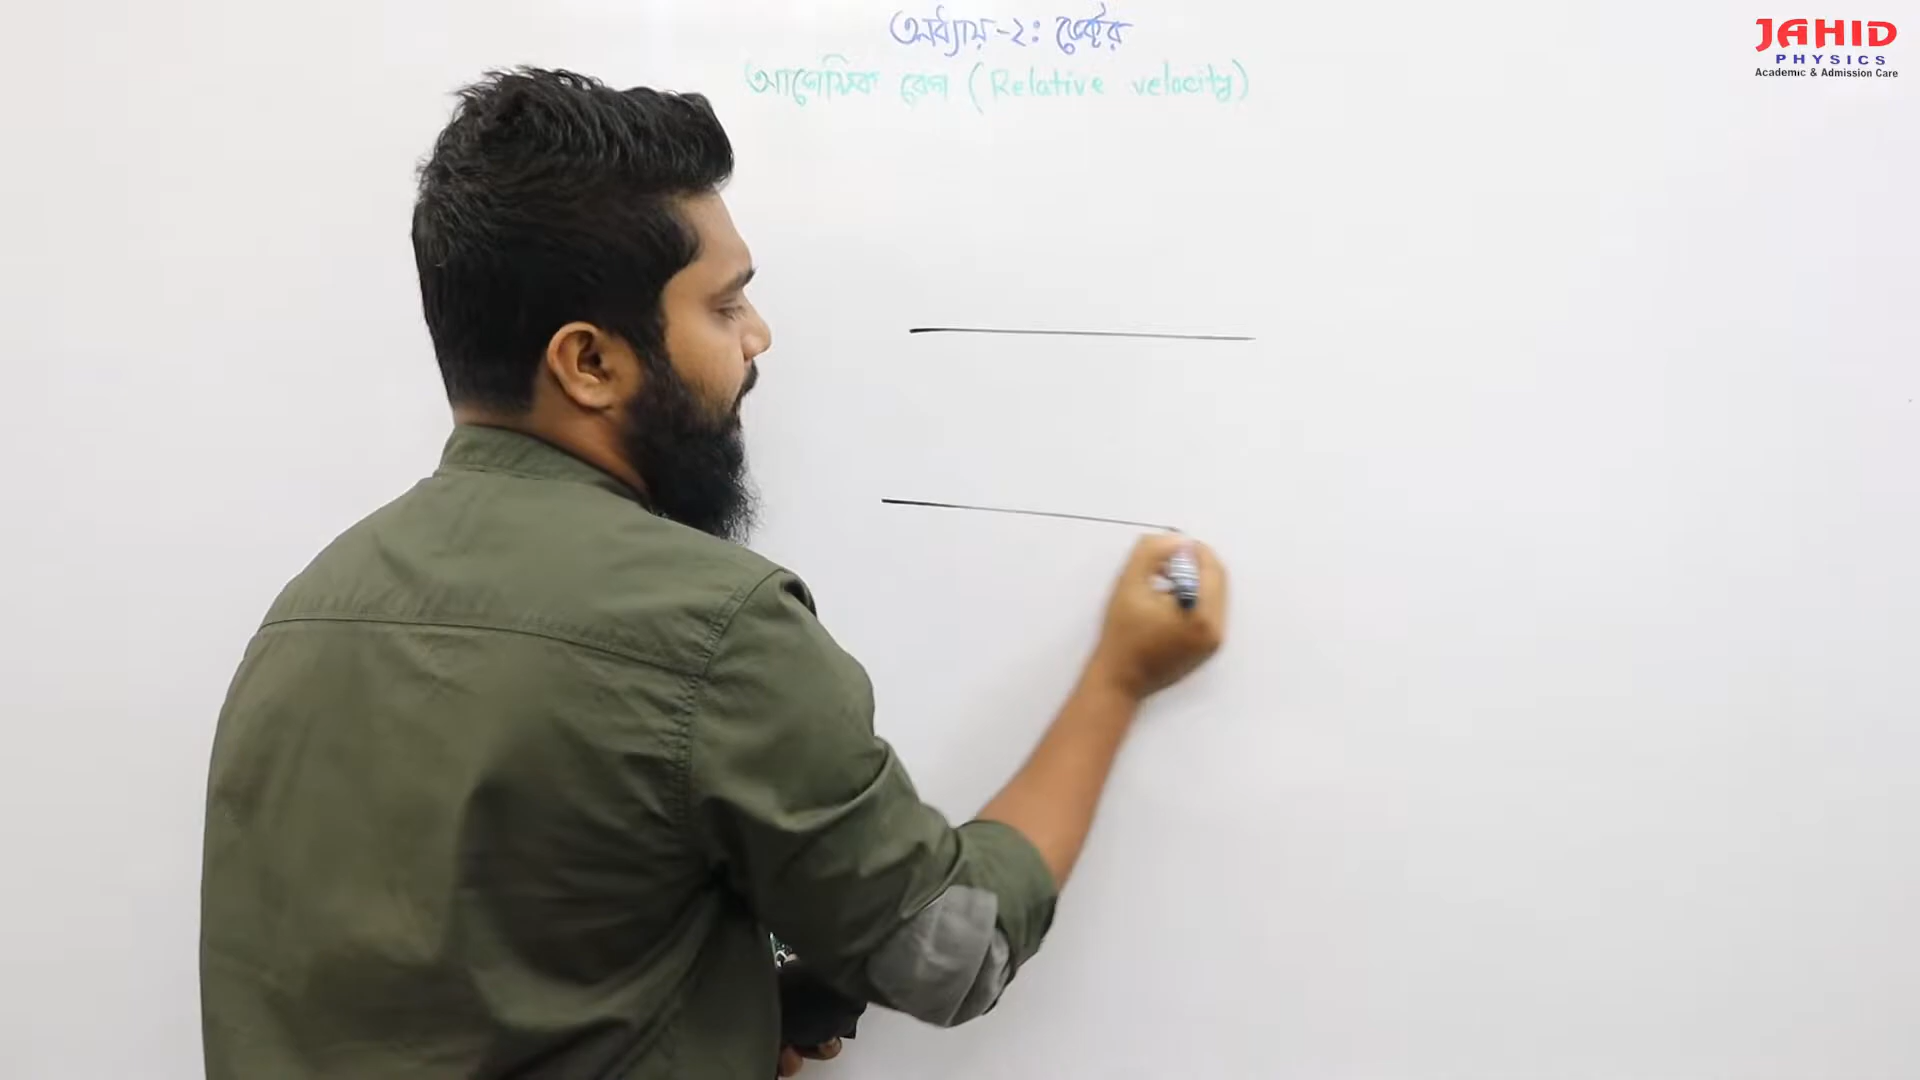 অধ্যায়-২: ভেক্টর
আপেক্ষিক বেগ (Relative velocity)
JAHID
PHYSICS
Academic & Admission Care